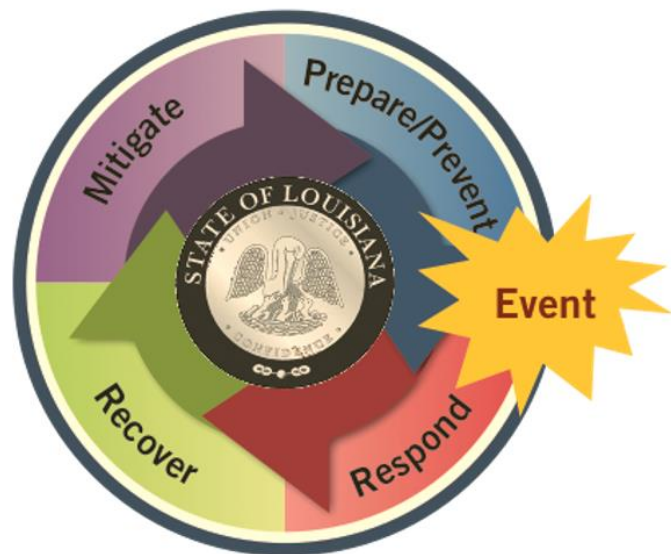 Prepare/Prevent
Event
Respond
Recover
Mitigate
STATE OF LOUISIANA
UNION · JUSTICE
CONFIDENCE